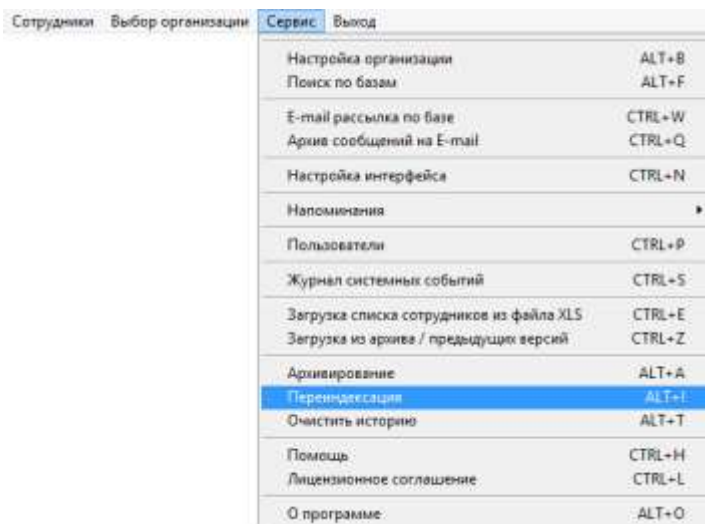 Сотрудники Выбор организации Сервис Выход
Настройка организации ALT+B
Поиск по базам ALT+F
E-mail рассылка по базе CTRL+W
Архив сообщений на E-mail CTRL+Q
Настройка интерфейса CTRL+N
Напоминания
Пользователи CTRL+P
Журнал системных событий CTRL+S
Загрузка списка сотрудников из файла XLS CTRL+E
Загрузка из архива / предыдущих версий CTRL+Z
Архивирование ALT+A
Переиндексация ALT+I
Очистить историю ALT+T
Помощь CTRL+H
Лицензионное соглашение CTRL+L
О программе ALT+O